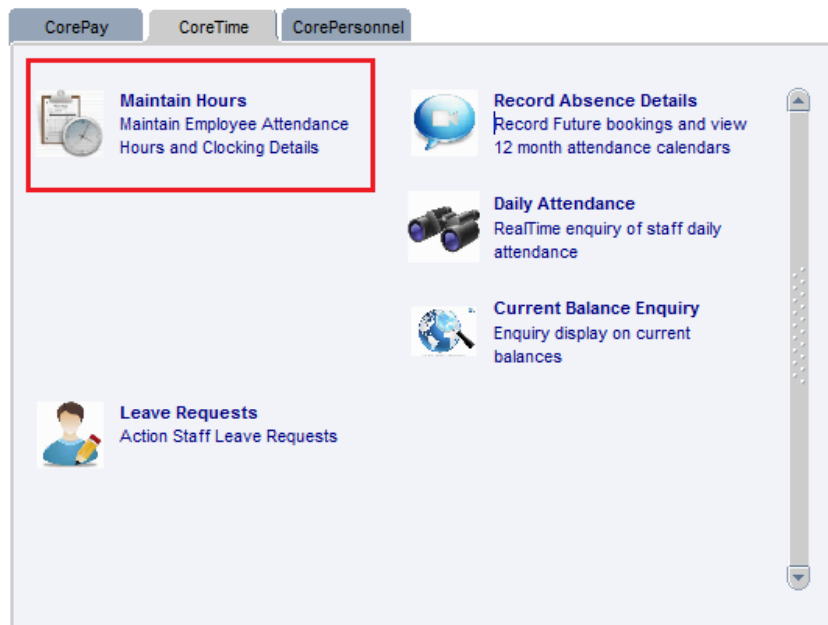 CorePay
CoreTime
CorePersonnel
Maintain Hours
Maintain Employee Attendance
Hours and Clocking Details
Record Absence Details
Record Future bookings and view
12 month attendance calendars
Daily Attendance
RealTime enquiry of staff daily
attendance
Current Balance Enquiry
Enquiry display on current
balances
Leave Requests
Action Staff Leave Requests